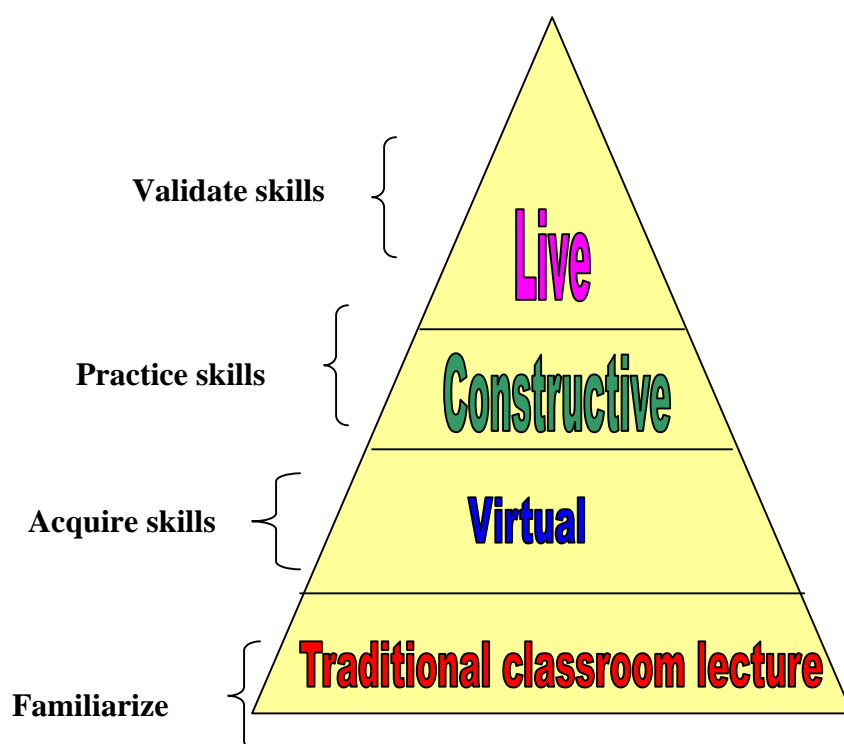 Validate skills
Live
Practice skills
Constructive
Acquire skills
Virtual
Traditional classroom lecture
Familiarize